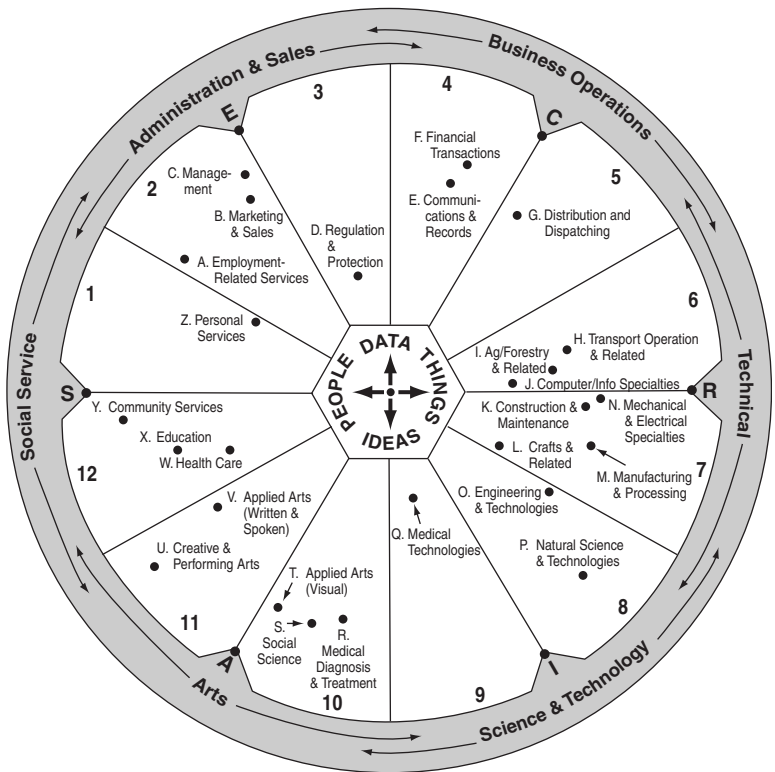 Administration & Sales
Business Operations
Technical
Science & Technology
Arts
Social Service
E
C
R
I
A
S
1
2
3
4
5
6
7
8
9
10
11
12
PEOPLE
DATA
THINGS
IDEAS
C. Manage-
ment
B. Marketing
& Sales
A. Employment-
Related Services
Z. Personal
Services
D. Regulation
&
Protection
F. Financial
Transactions
E. Communi-
cations &
Records
G. Distribution and
Dispatching
H. Transport Operation
& Related
I. Ag/Forestry
& Related
J. Computer/Info Specialties
K. Construction &
Maintenance
N. Mechanical
& Electrical
Specialties
L. Crafts &
Related
M. Manufacturing
& Processing
O. Engineering
& Technologies
P. Natural Science
& Technologies
Q. Medical
Technologies
Y. Community Services
X. Education
W. Health Care
V. Applied Arts
(Written &
Spoken)
U. Creative &
Performing Arts
T. Applied Arts
(Visual)
S.
Social
Science
R.
Medical
Diagnosis
& Treatment